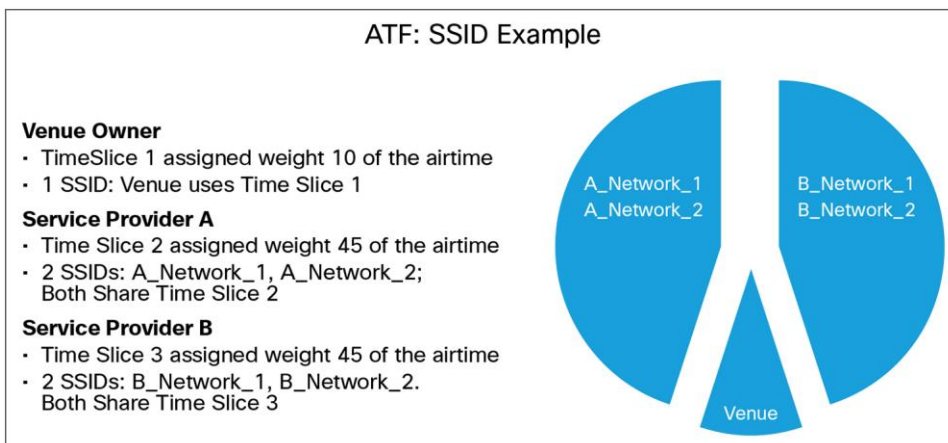 ATF: SSID Example
Venue Owner
· TimeSlice 1 assigned weight 10 of the airtime
· 1 SSID: Venue uses Time Slice 1
Service Provider A
· Time Slice 2 assigned weight 45 of the airtime
· 2 SSIDs: A_Network_1, A_Network_2;
Both Share Time Slice 2
Service Provider B
· Time Slice 3 assigned weight 45 of the airtime
· 2 SSIDs: B_Network_1, B_Network_2.
Both Share Time Slice 3
A_Network_1
A_Network_2
B_Network_1
B_Network_2
Venue